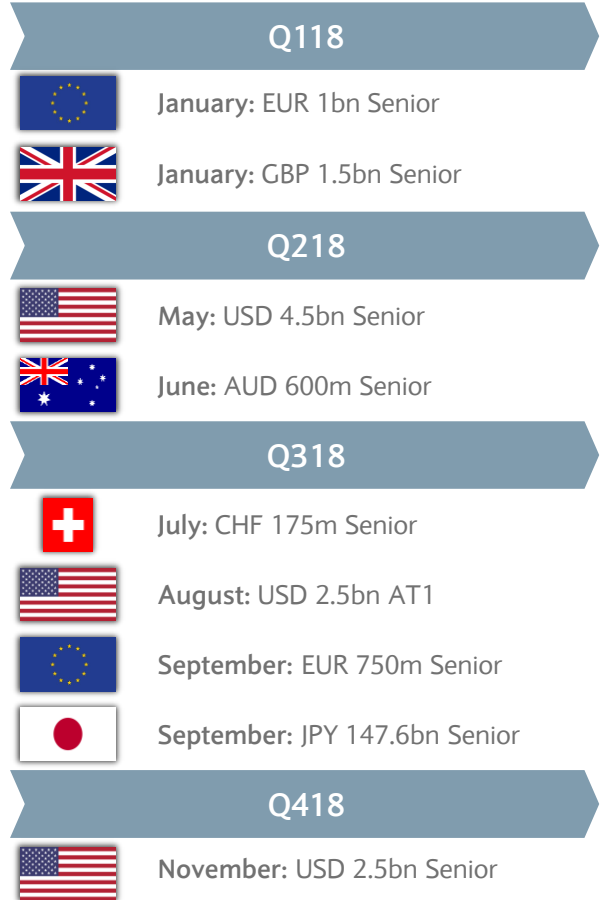 Q118
January: EUR 1bn Senior
January: GBP 1.5bn Senior
Q218
May: USD 4.5bn Senior
June: AUD 600m Senior
Q318
July: CHF 175m Senior
August: USD 2.5bn AT1
September: EUR 750m Senior
September: JPY 147.6bn Senior
Q418
November: USD 2.5bn Senior